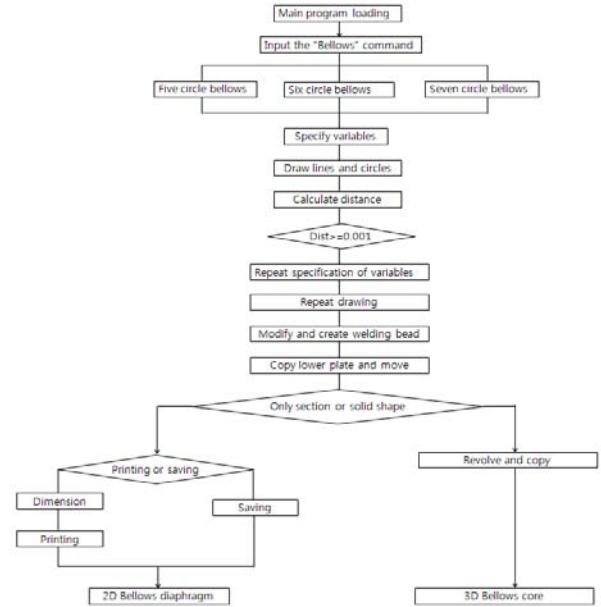 Main program loading
Input the "Bellows" command
Five circle bellows
Six circle bellows
Seven circle bellows
Specify variables
Draw lines and circles
Calculate distance
Dist>=0.001
Repeat specification of variables
Repeat drawing
Modify and create welding bead
Copy lower plate and move
Only section or solid shape
Printing or saving
Revolve and copy
Dimension
Saving
Printing
2D Bellows diaphragm
3D Bellows core